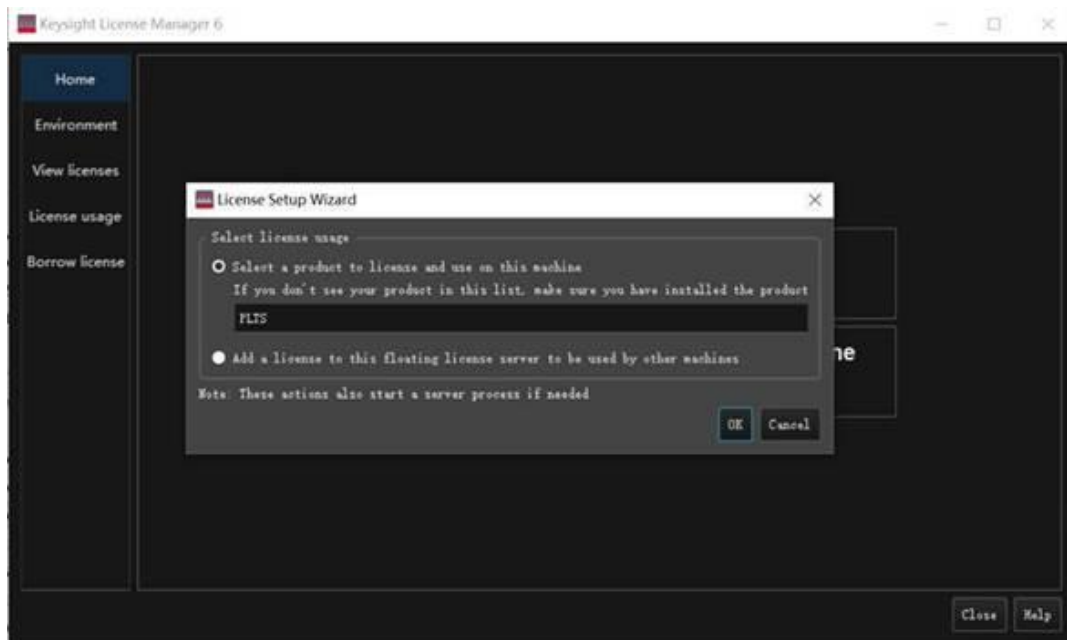 Keysight License Manager 6
Home
Environment
View licenses
License usage
Borrow license
License Setup Wizard
Select license usage
Select a product to license and use on this machine
If you don't see your product in this list, make sure you have installed the product
PLTS
Add a license to this floating license server to be used by other machines
ne
Note: These actions also start a server process if needed
OK
Cancel
Close
Help